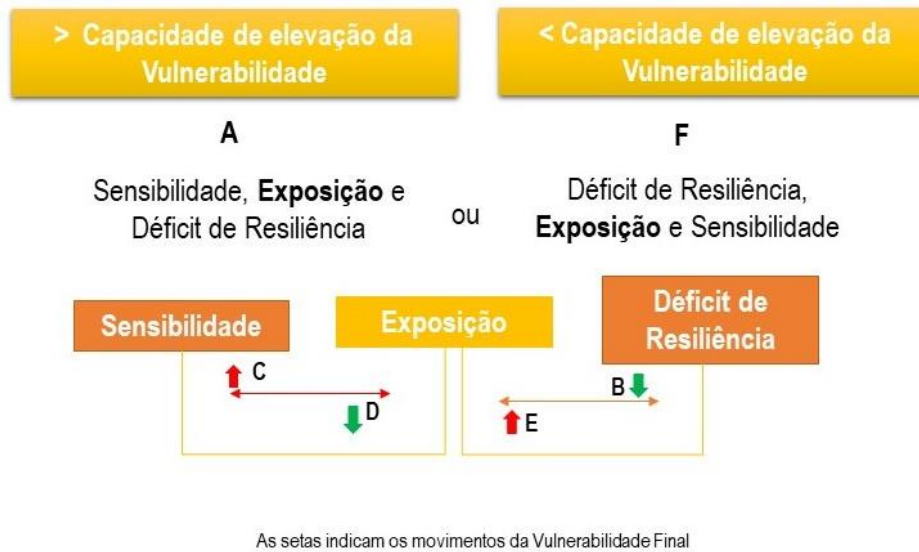 > Capacidade de elevação da
Vulnerabilidade
< Capacidade de elevação da
Vulnerabilidade
A
Sensibilidade, Exposição e
Déficit de Resiliência
ou
F
Déficit de Resiliência,
Exposição e Sensibilidade
Sensibilidade
Exposição
Déficit de
Resiliência
C
D
B
E
As setas indicam os movimentos da Vulnerabilidade Final